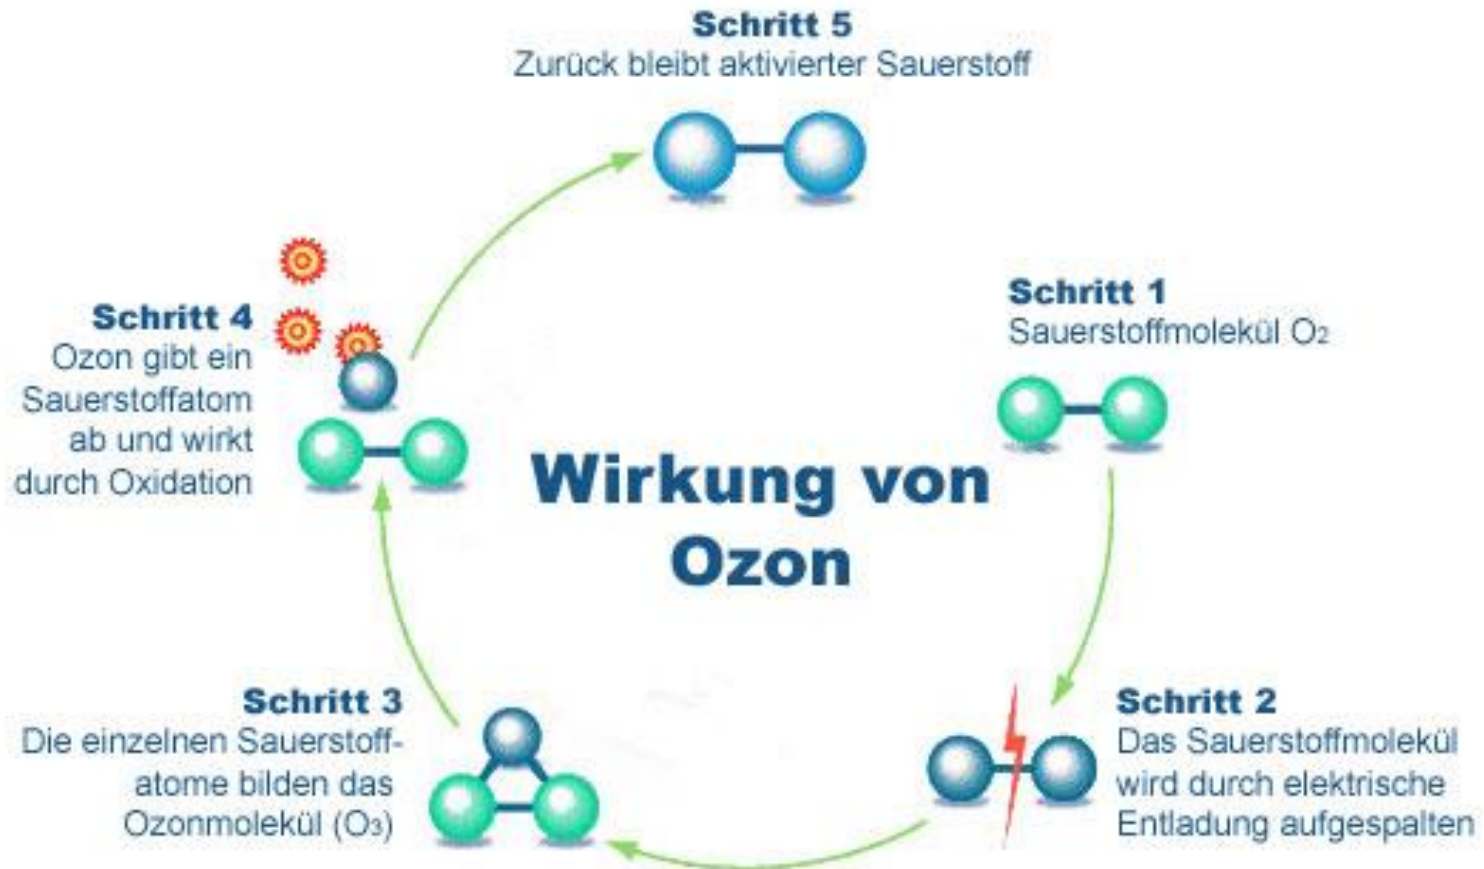 Schritt 5
Zurück bleibt aktivierter Sauerstoff
Schritt 1
Sauerstoffmolekül O₂
Schritt 4
Ozon gibt ein
Sauerstoffatom
ab und wirkt
durch Oxidation
Wirkung von
Ozon
Schritt 3
Die einzelnen Sauerstoff-
atome bilden das
Ozonmolekül (O₃)
Schritt 2
Das Sauerstoffmolekül
wird durch elektrische
Entladung aufgespalten